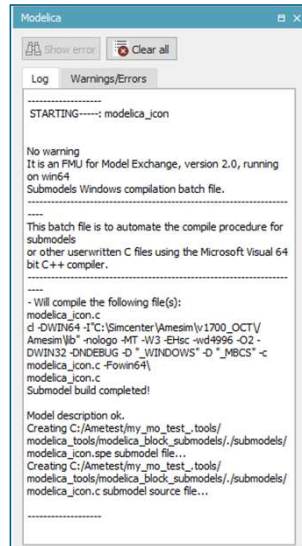 Modelica
Show error
Clear all
Log Warnings/Errors
-------------------
STARTING-----: modelica_icon
No warning
It is an FMU for Model Exchange, version 2.0, running
on win64
Submodels Windows compilation batch file.
-----------------------------------------------------------------
----
This batch file is to automate the compile procedure for
submodels
or other userwritten C files using the Microsoft Visual 64
bit C++ compiler.
-----------------------------------------------------------------
----
- Will compile the following file(s):
modelica_icon.c
cl -DWIN64 -I"C:\Simcenter\Amesim\v1700_OCT\/
Amesim\lib" -nologo -MT -W3 -EHsc -wd4996 -O2 -
DWIN32 -DNDEBUG -D "_WINDOWS" -D "_MBCS" -c
modelica_icon.c -Fowin64\
modelica_icon.c
Submodel build completed!
Model description ok.
Creating C:/Ametest/my_mo_test_.tools/
modelica_tools/modelica_block_submodels/./submodels/
modelica_icon.spe submodel file...
Creating C:/Ametest/my_mo_test_.tools/
modelica_tools/modelica_block_submodels/./submodels/
modelica_icon.c submodel source file...
-------------------